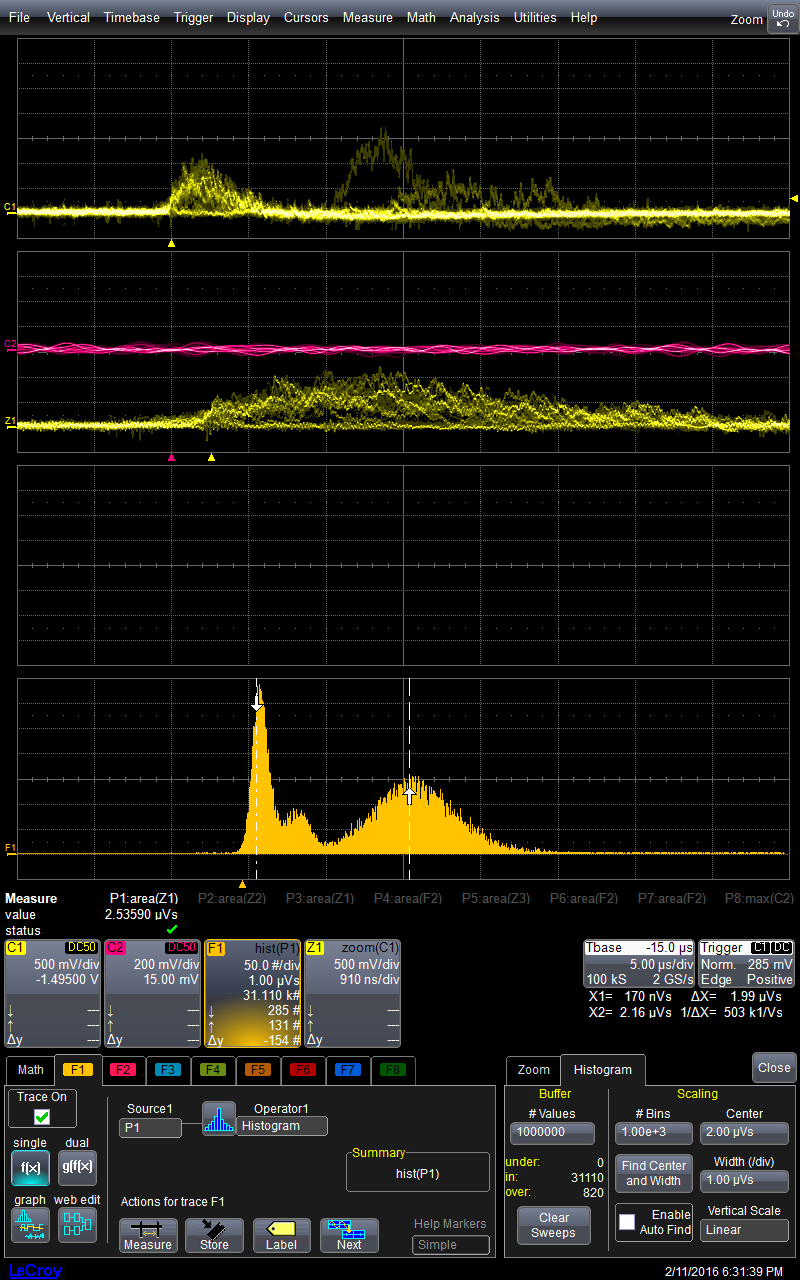 File Vertical Timebase Trigger Display Cursors Measure Math Analysis Utilities Help
Zoom Undo
C1
C2
Z1
F1
Measure P1:area(Z1) P2:area(Z2) P3:area(Z1) P4:area(F2) P5:area(Z3) P6:area(F2) P7:area(F2) P8:max(C2)
value 2.53590 µVs
status
C1 DC50
500 mV/div
-1.49500 V
↓ ---
↑ ---
Δy ---
C2 DC50
200 mV/div
15.00 mV
↓ ---
↑ ---
Δy ---
F1 hist(P1)
50.0 #/div
1.00 µVs
31.110 k#
↓ 285 #
↑ 131 #
Δy -154 #
Z1 zoom(C1)
500 mV/div
910 ns/div
↓ ---
↑ ---
Δy ---
Tbase -15.0 µs
5.00 µs/div
100 kS 2 GS/s
Trigger C1 DC
Norm. 285 mV
Edge Positive
X1= 170 nVs ΔX= 1.99 µVs
X2= 2.16 µVs 1/ΔX= 503 k1/Vs
Math F1 F2 F3 F4 F5 F6 F7 F8
Trace On
single dual
f(x) g(f(x))
graph web edit
Source1
P1
Operator1
Histogram
Summary
hist(P1)
Actions for trace F1
Measure Store Label Next
Help Markers
Simple
Zoom Histogram Close
Buffer
# Values
1000000
under: 0
in: 31110
over: 820
Clear
Sweeps
Scaling
# Bins
1.00e+3
Center
2.00 µVs
Find Center
and Width
Width (/div)
1.00 µVs
Enable
Auto Find
Vertical Scale
Linear
LeCroy
2/11/2016 6:31:39 PM